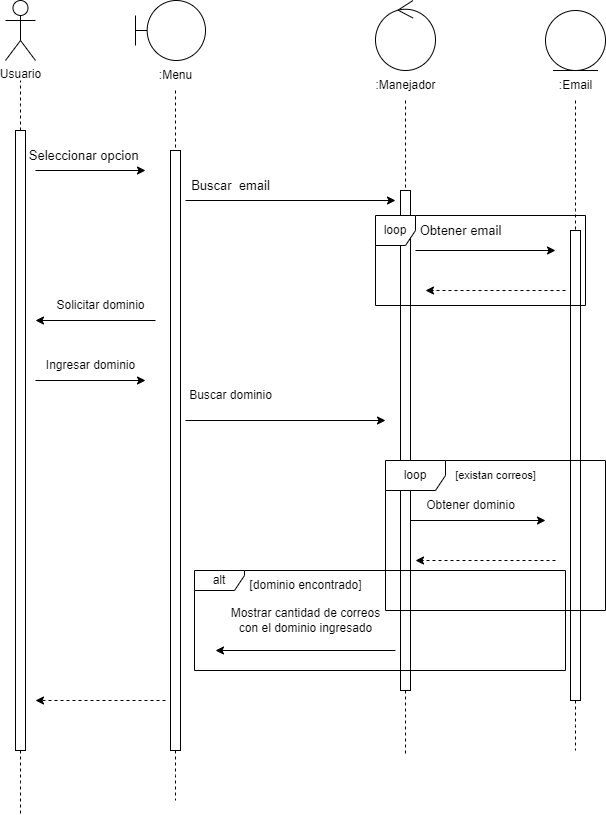 Usuario
:Menu
:Manejador
:Email
Seleccionar opcion
Buscar email
loop
Obtener email
Solicitar dominio
Ingresar dominio
Buscar dominio
loop
[existan correos]
Obtener dominio
alt
[dominio encontrado]
Mostrar cantidad de correos
con el dominio ingresado